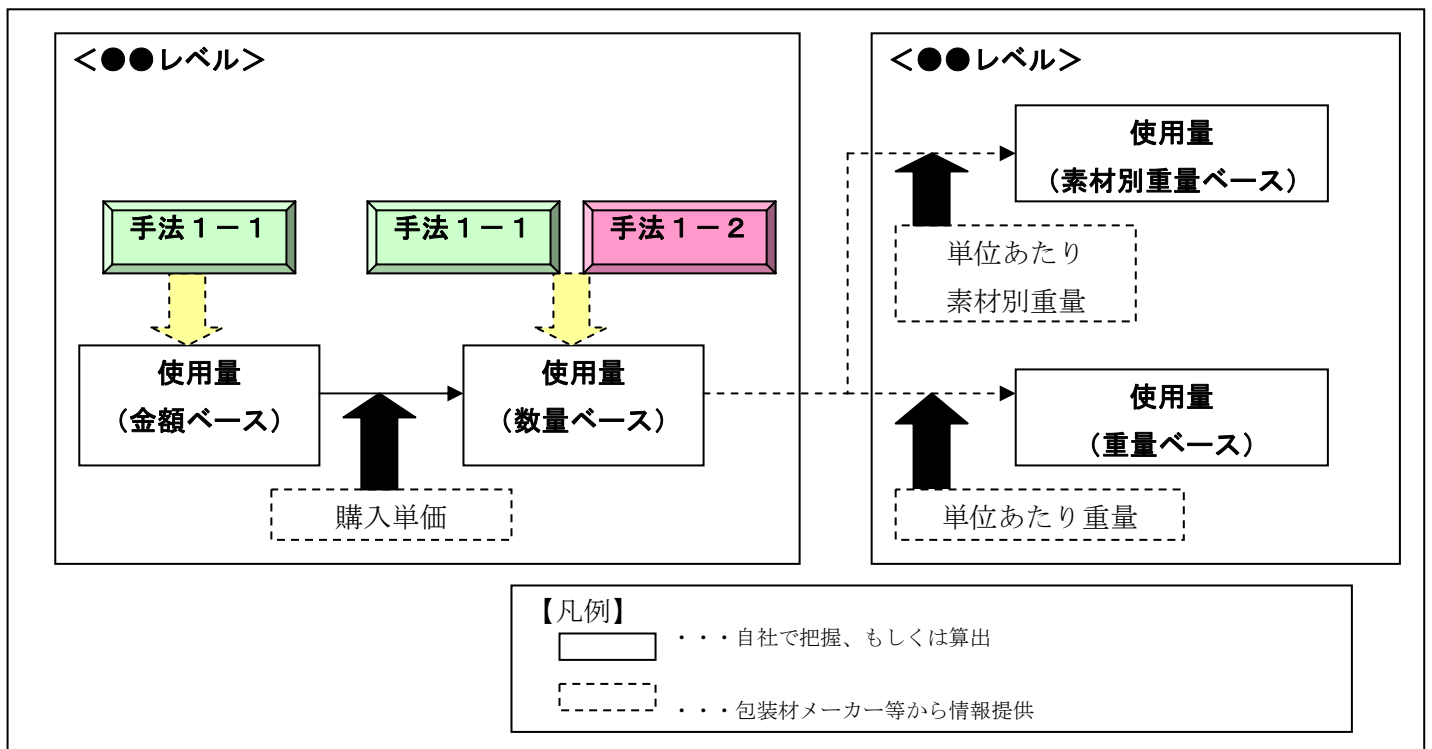 ＜●●レベル＞
手法１－１
手法１－１
手法１－２
使用量
（金額ベース）
使用量
（数量ベース）
購入単価
＜●●レベル＞
使用量
（素材別重量ベース）
単位あたり
素材別重量
使用量
（重量ベース）
単位あたり重量
【凡例】
・・・自社で把握、もしくは算出
・・・包装材メーカー等から情報提供